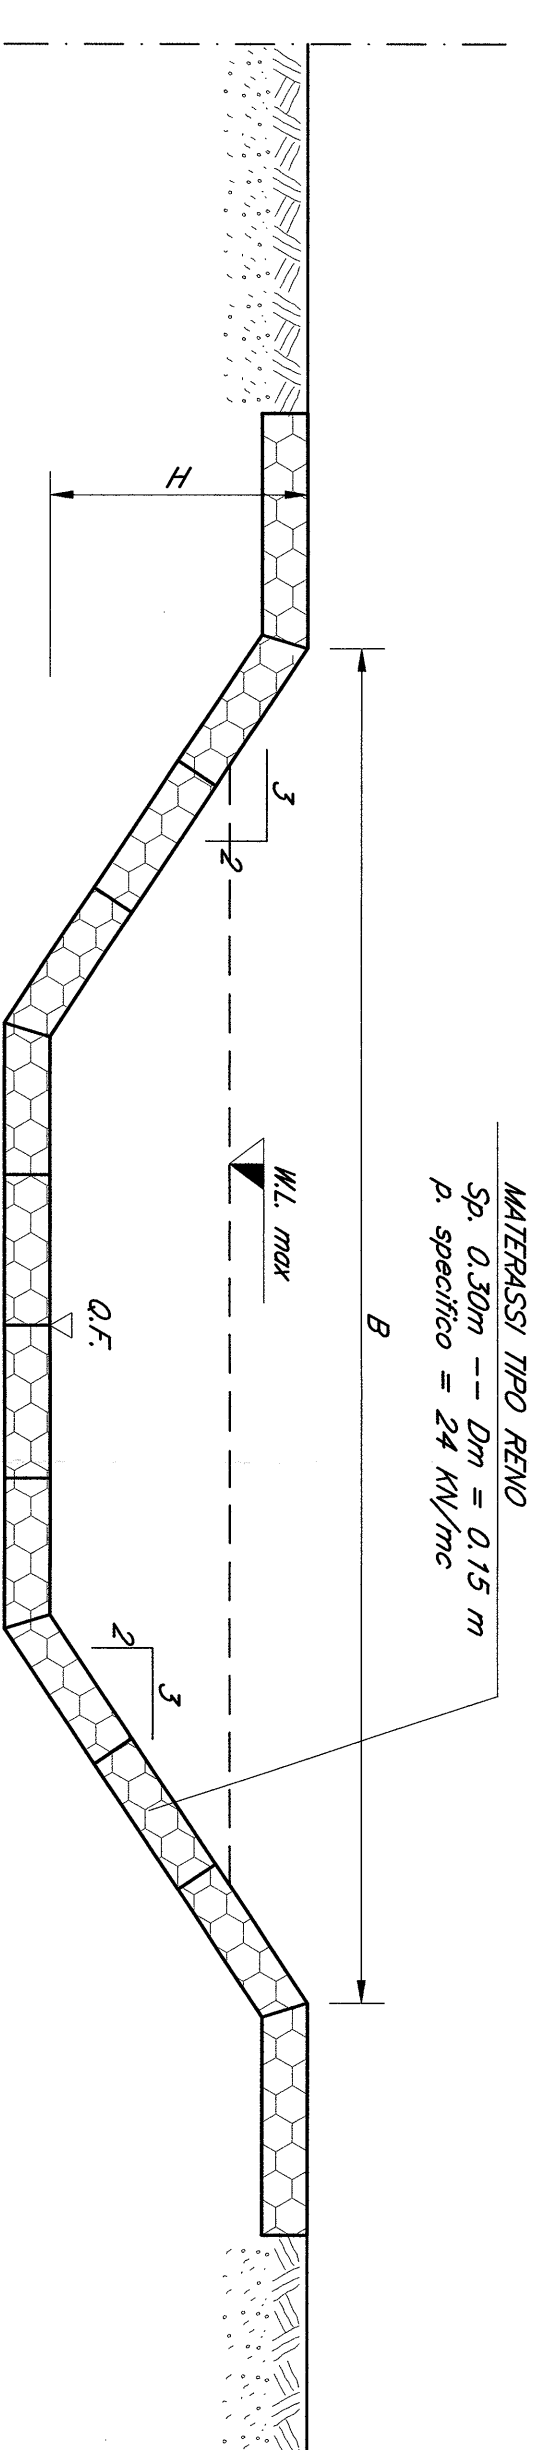 MATERASSI TIPO RENO
Sp. 0.30m -- Dm = 0.15 m
p. specifico = 24 KN/mc
B
H
3
2
W.L. max
Q.F.
3
2